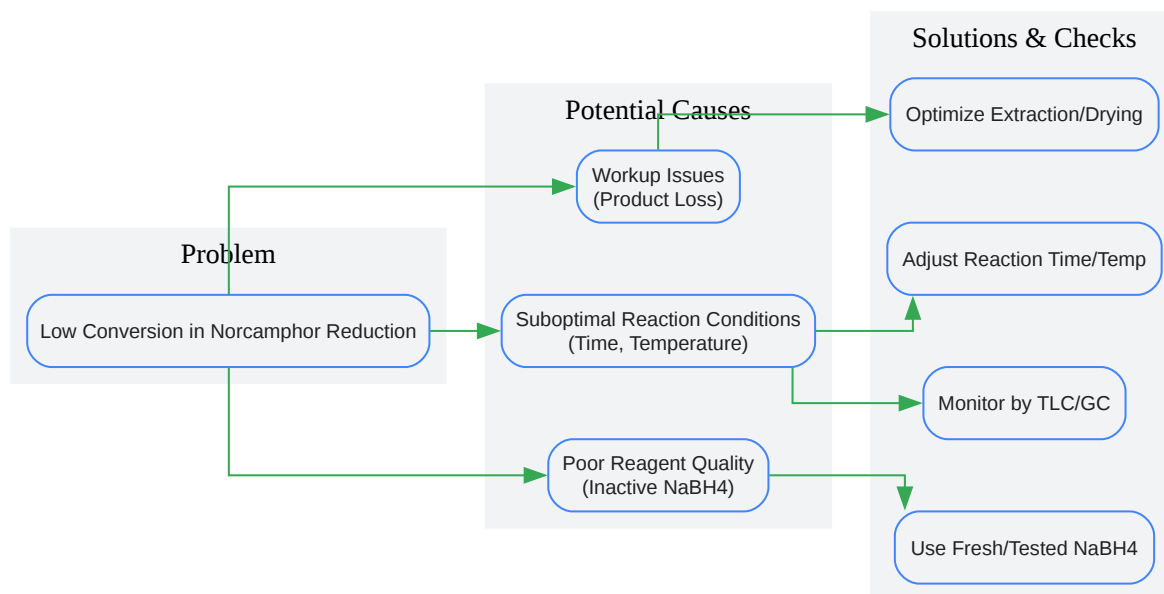 Problem
Low Conversion in Norcamphor Reduction
Potential Causes
Workup Issues
(Product Loss)
Suboptimal Reaction Conditions
(Time, Temperature)
Poor Reagent Quality
(Inactive NaBH4)
Solutions & Checks
Optimize Extraction/Drying
Adjust Reaction Time/Temp
Monitor by TLC/GC
Use Fresh/Tested NaBH4